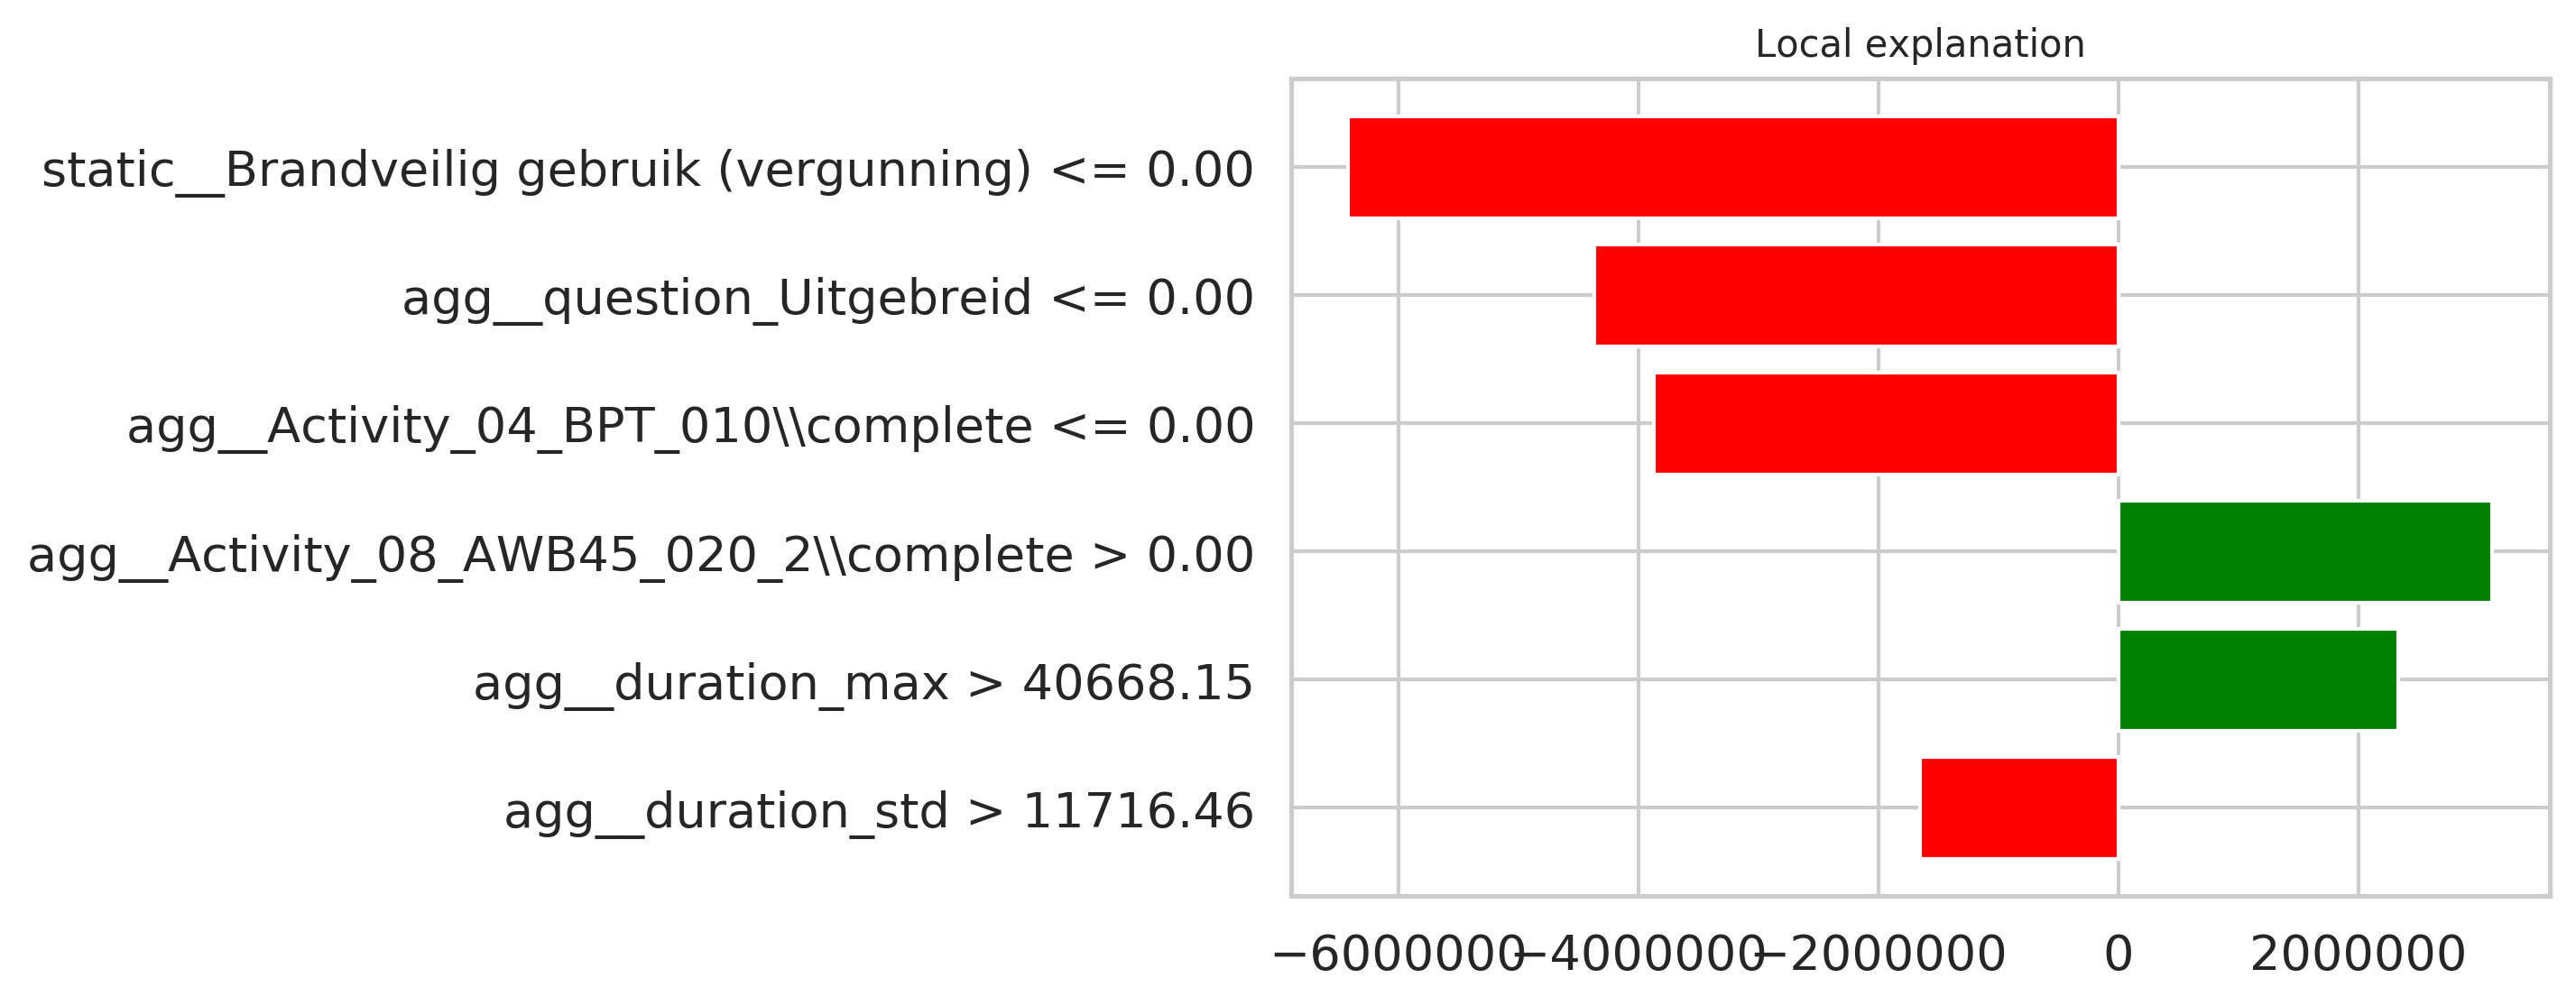 Local explanation
static__Brandveilig gebruik (vergunning) <= 0.00
agg__question_Uitgebreid <= 0.00
agg__Activity_04_BPT_010\\complete <= 0.00
agg__Activity_08_AWB45_020_2\\complete > 0.00
agg__duration_max > 40668.15
agg__duration_std > 11716.46
−6000000 −4000000 −2000000 0 2000000